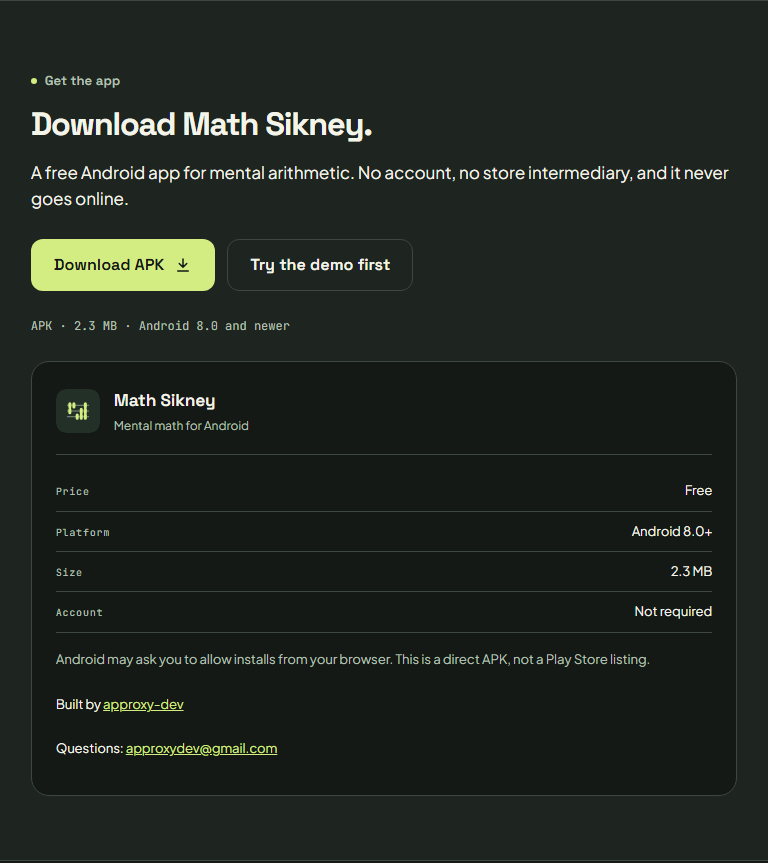 Get the app
Download Math Sikney.
A free Android app for mental arithmetic. No account, no store intermediary, and it never
goes online.
Download APK
Try the demo first
APK · 2.3 MB · Android 8.0 and newer
Math Sikney
Mental math for Android
Price
Free
Platform
Android 8.0+
Size
2.3 MB
Account
Not required
Android may ask you to allow installs from your browser. This is a direct APK, not a Play Store listing.
Built by approxy-dev
Questions: approxydev@gmail.com